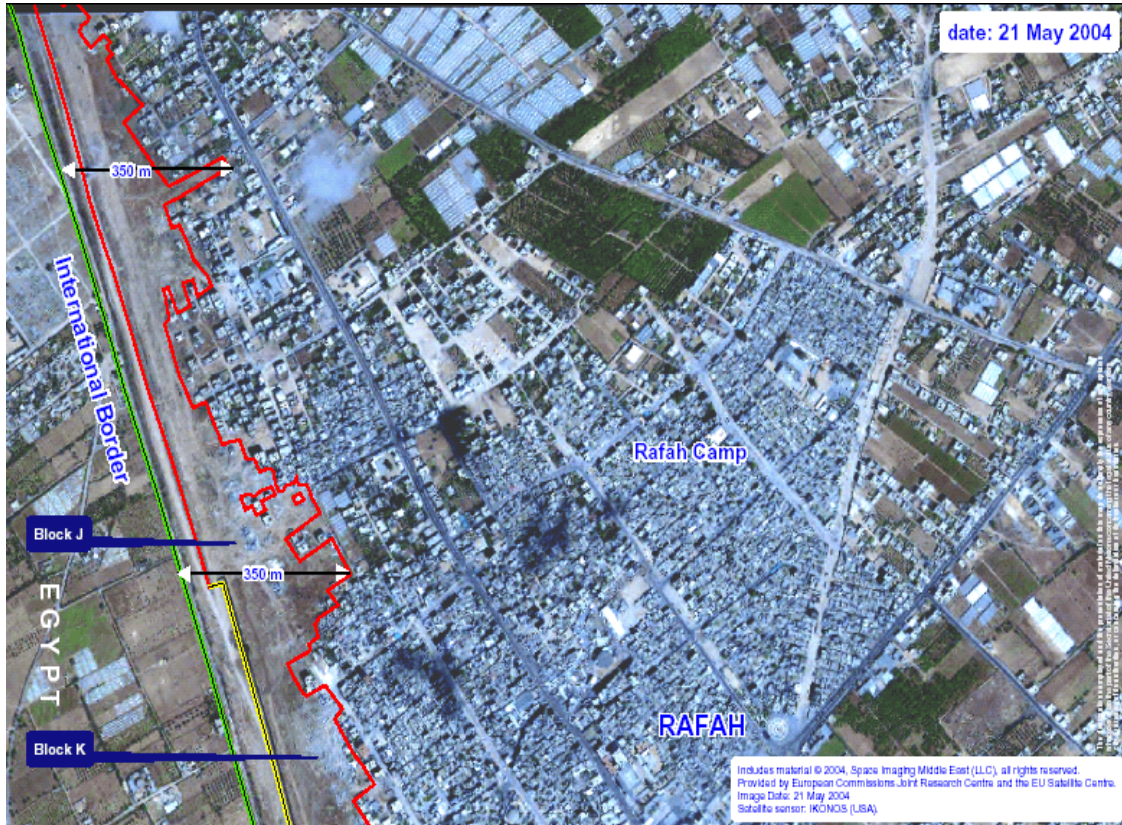 date: 21 May 2004
350 m
International Border
Rafah Camp
Block J
350 m
EGYPT
RAFAH
Block K
Includes material © 2004, Space Imaging Middle East (LLC), all rights reserved.
Provided by European Commissions Joint Research Centre and the EU Satellite Centre.
Image Date: 21 May 2004
Satellite sensor: IKONOS (USA).